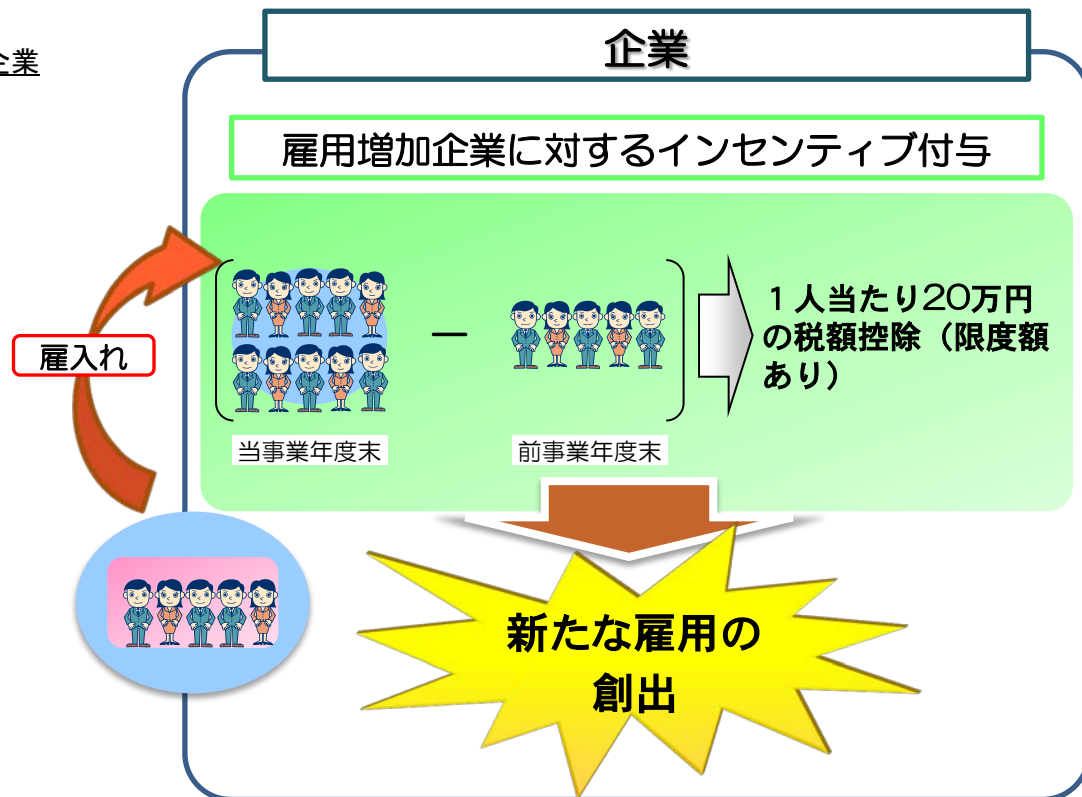 企業
企業
雇用増加企業に対するインセンティブ付与
雇入れ
－
１人当たり20万円
の税額控除（限度額
あり）
当事業年度末
前事業年度末
新たな雇用の
創出